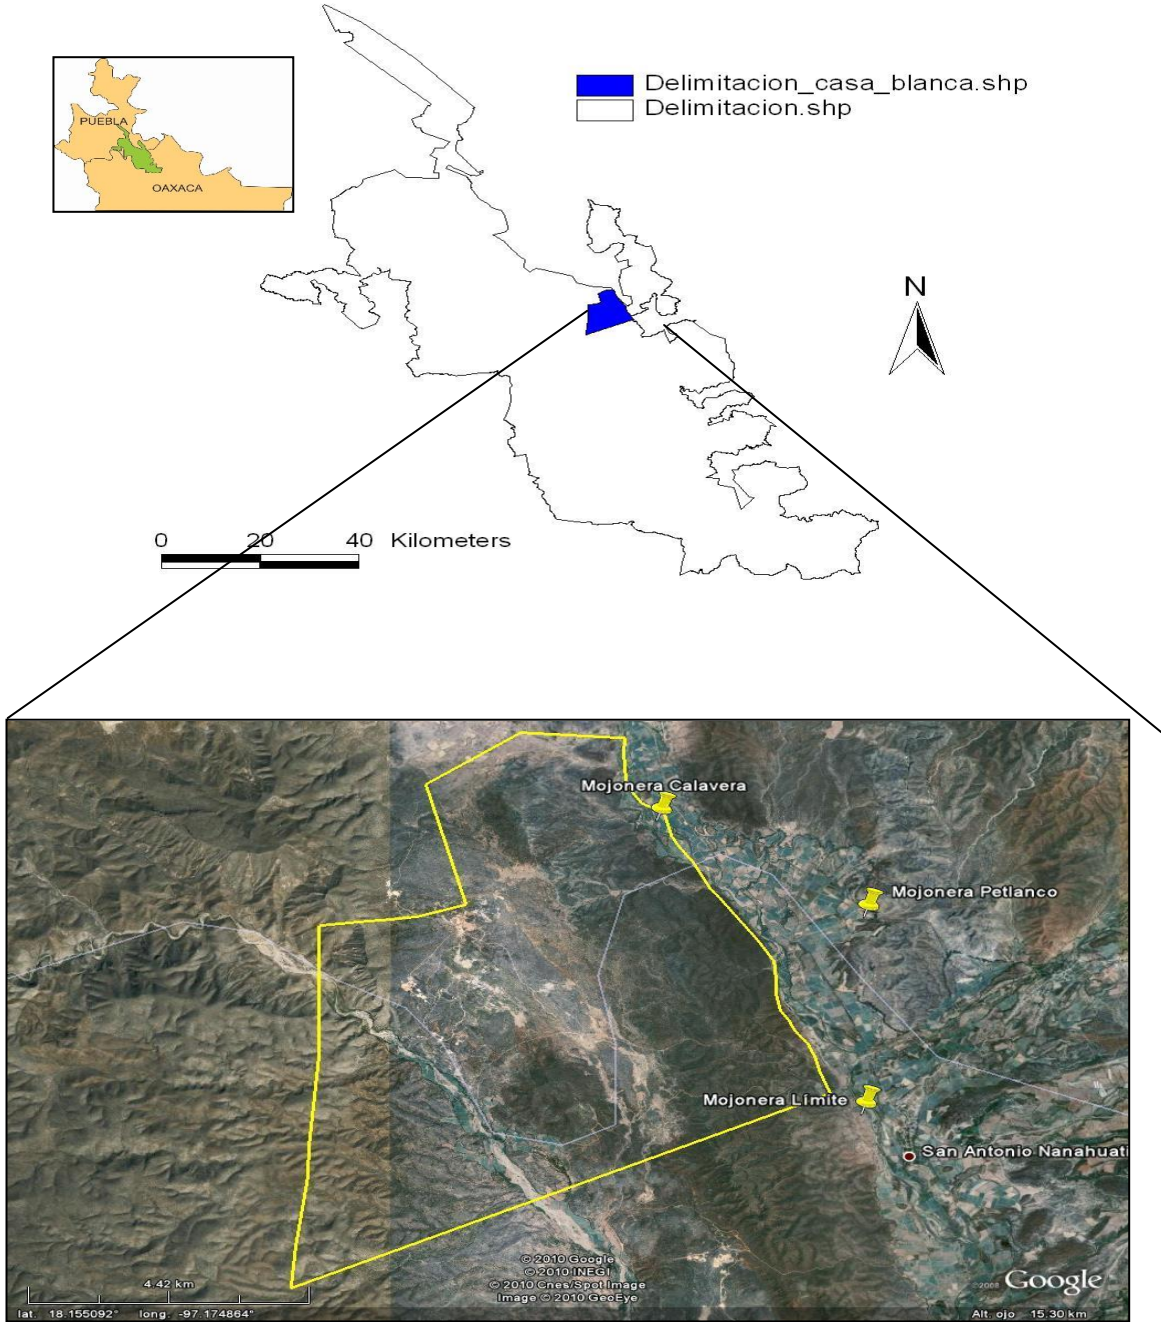 PUEBLA
OAXACA
Delimitacion_casa_blanca.shp
Delimitacion.shp
N
0 20 40 Kilometers
Mojonera Calavera
Mojonera Petlanco
Mojonera Límite
San Antonio Nanahuati
4.42 km
© 2010 Google
© 2010 INEGI
© 2010 Cnes/Spot Image
Image © 2010 GeoEye
©2008 Google
lat. 18.155092° long. -97.174864°
Alt. ojo 15.30 km